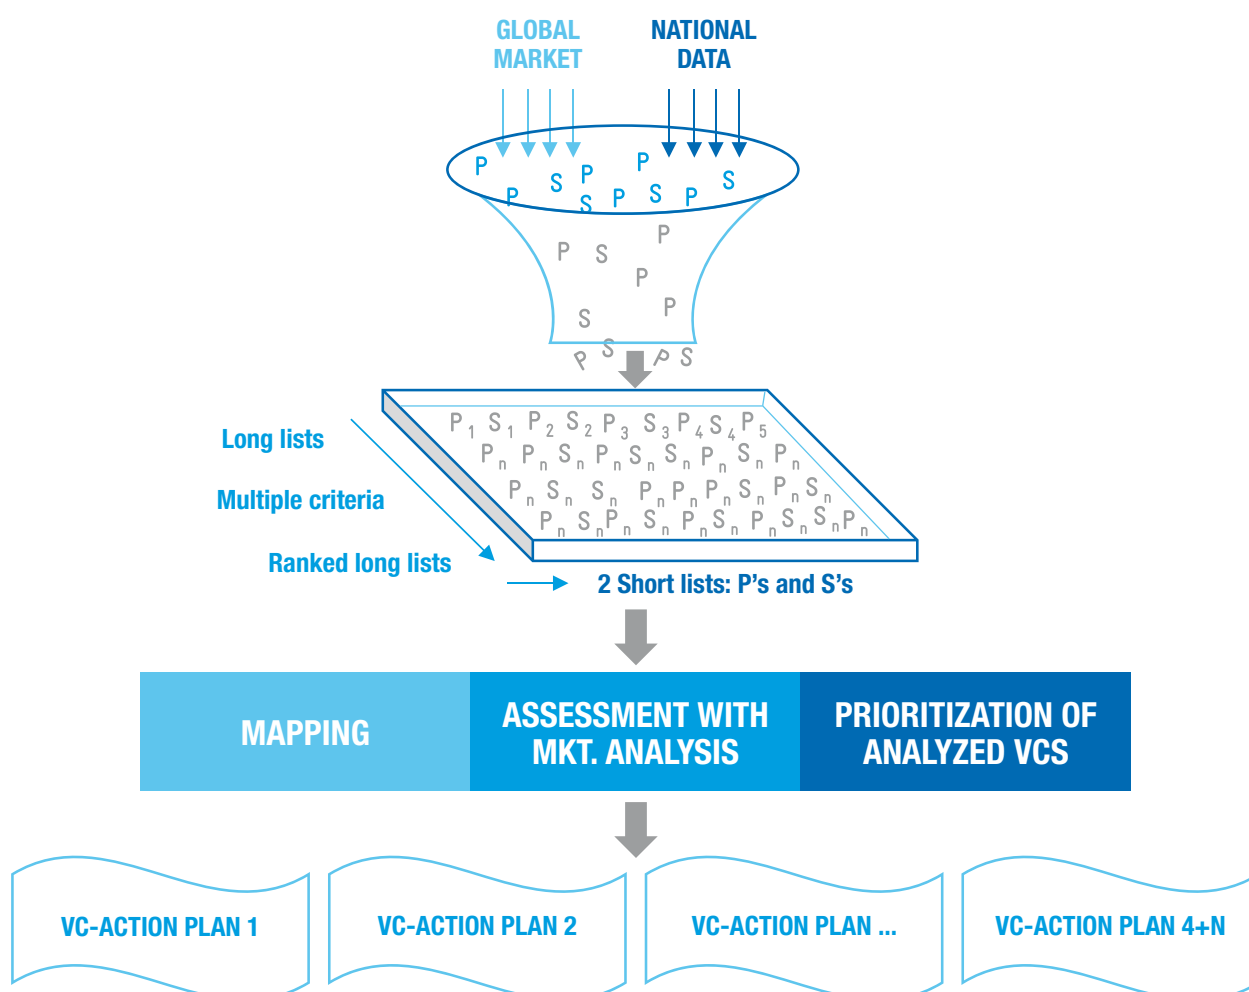 GLOBAL MARKET
NATIONAL DATA
P P P
S S
P S P S P
S
P
P S
P
P
S
P S P S
P1 S1 P2 S2 P3 S3 P4 S4 P5
Pn Pn Sn Pn Sn Sn Pn Sn Pn
Pn Sn Sn Pn Pn Pn Sn Pn Sn
Pn Sn Pn Sn Pn Sn Pn Sn Sn Pn
Long lists
Multiple criteria
Ranked long lists
2 Short lists: P's and S's
MAPPING
ASSESSMENT WITH
MKT. ANALYSIS
PRIORITIZATION OF
ANALYZED VCS
VC-ACTION PLAN 1
VC-ACTION PLAN 2
VC-ACTION PLAN ...
VC-ACTION PLAN 4+N